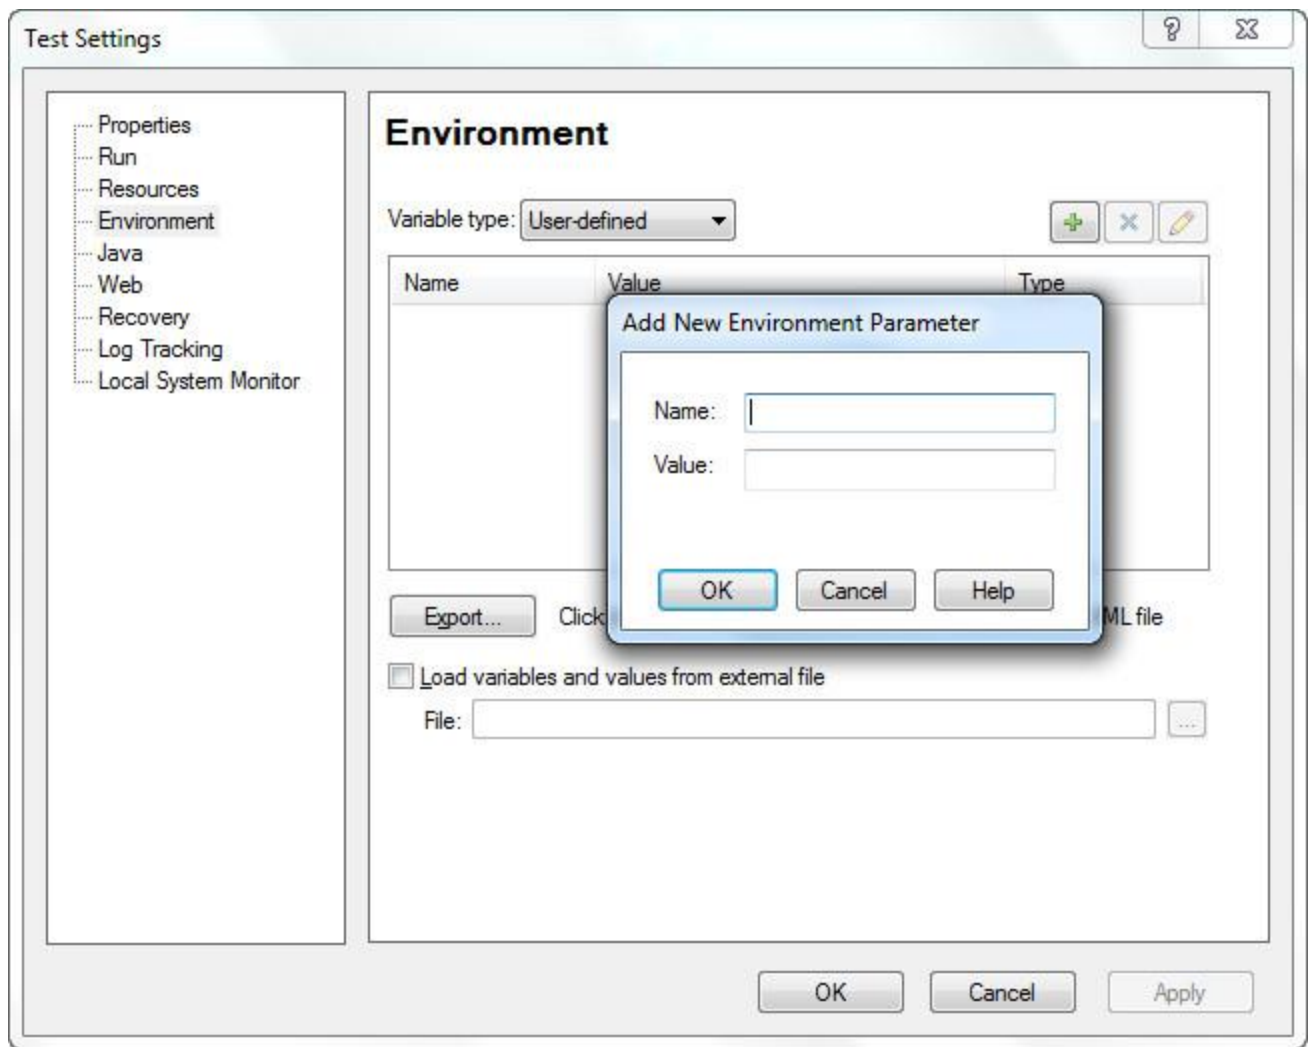 Test Settings
Properties
Run
Resources
Environment
Java
Web
Recovery
Log Tracking
Local System Monitor
Environment
Variable type: User-defined
Name Value Type
Add New Environment Parameter
Name:
Value:
OK Cancel Help
Export... Click file
Load variables and values from external file
File: ...
OK Cancel Apply